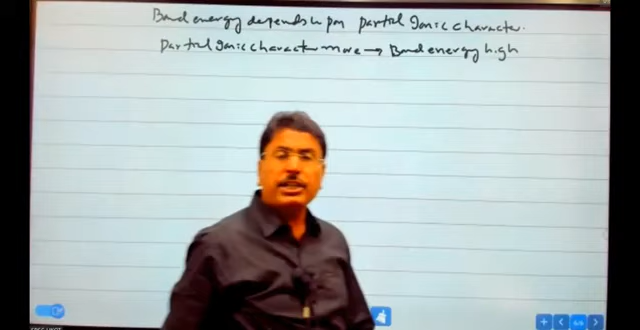 Bond energy depends upon partial Ionic character.
Partial Ionic character more → Bond energy high